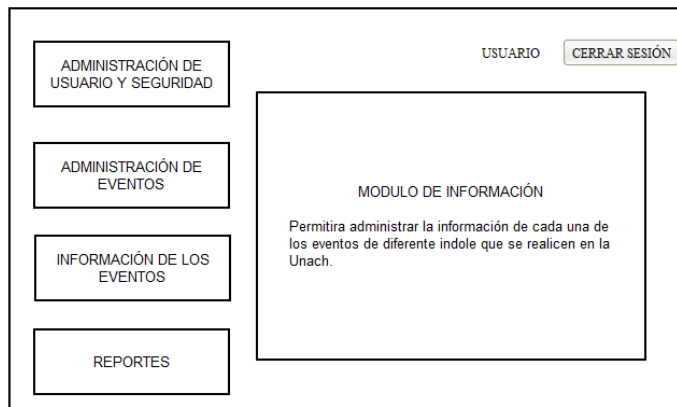 ADMINISTRACIÓN DE
USUARIO Y SEGURIDAD
USUARIO
CERRAR SESIÓN
ADMINISTRACIÓN DE
EVENTOS
INFORMACIÓN DE LOS
EVENTOS
REPORTES
MODULO DE INFORMACIÓN
Permitira administrar la información de cada una de
los eventos de diferente indole que se realicen en la
Unach.